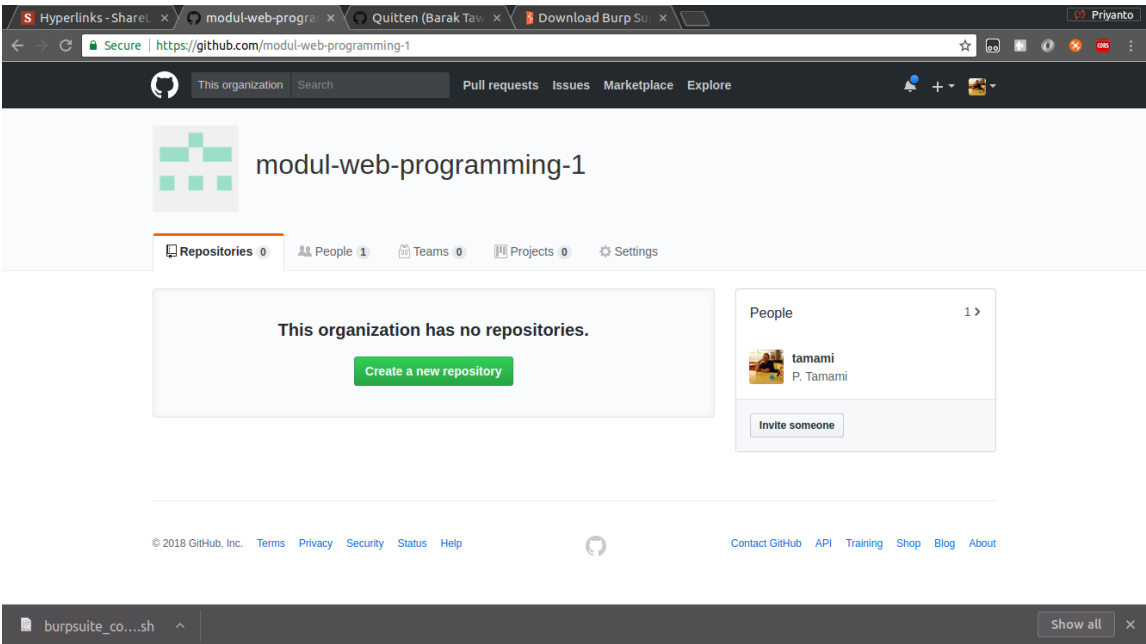 Hyperlinks - ShareL × modul-web-program × Quitten (Barak Taw × Download Burp Sui × Priyanto
Secure | https://github.com/modul-web-programming-1
This organization Search Pull requests Issues Marketplace Explore
modul-web-programming-1
Repositories 0 People 1 Teams 0 Projects 0 Settings
This organization has no repositories.
Create a new repository
People 1
tamami
P. Tamami
Invite someone
© 2018 GitHub, Inc. Terms Privacy Security Status Help Contact GitHub API Training Shop Blog About
burpsuite_co....sh Show all